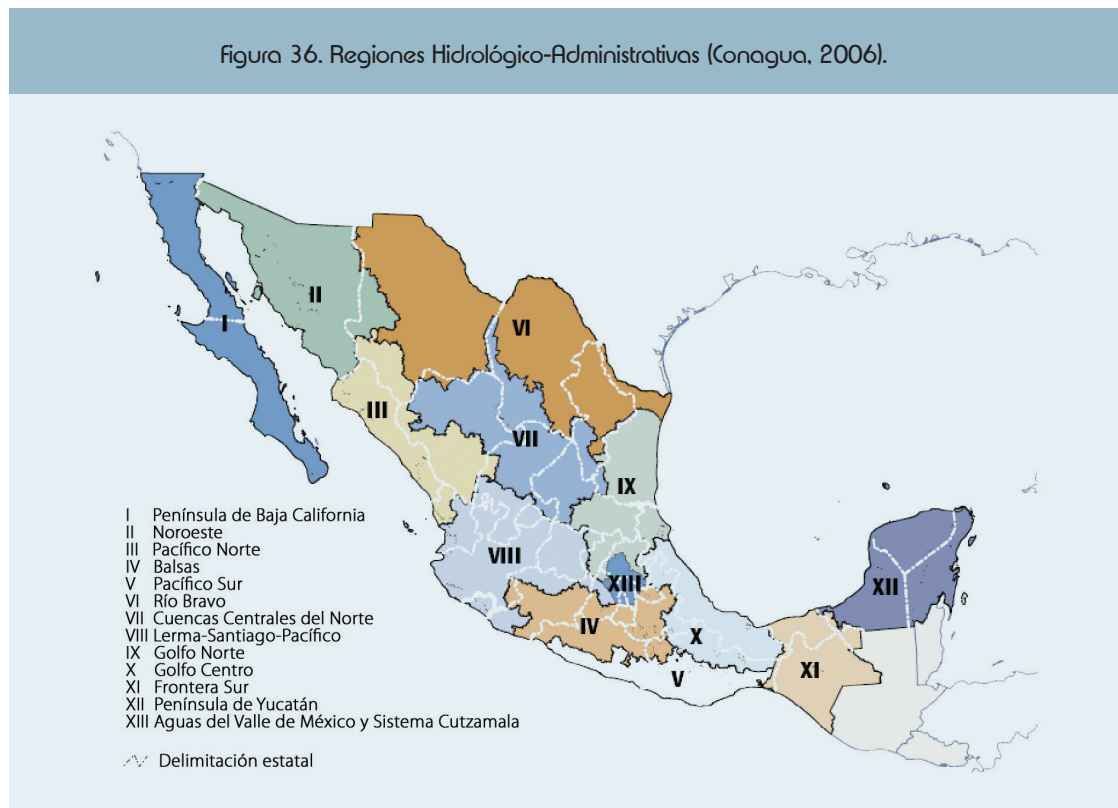 Figura 36. Regiones Hidrológico-Administrativas (Conagua, 2006).
I
II
III
VI
VII
IX
VIII
XIII
IV
X
V
XI
XII
I Península de Baja California
II Noroeste
III Pacífico Norte
IV Balsas
V Pacífico Sur
VI Río Bravo
VII Cuencas Centrales del Norte
VIII Lerma-Santiago-Pacífico
IX Golfo Norte
X Golfo Centro
XI Frontera Sur
XII Península de Yucatán
XIII Aguas del Valle de México y Sistema Cutzamala
Delimitación estatal